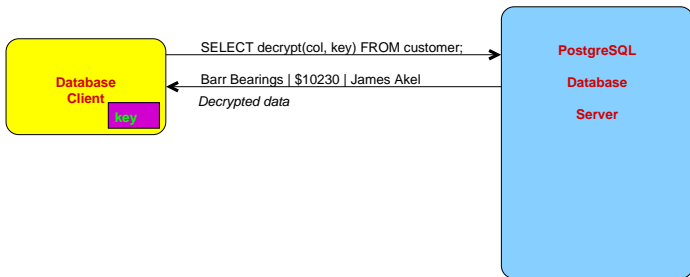 SELECT decrypt(col, key) FROM customer;
Barr Bearings | $10230 | James Akel
Decrypted data
Database
Client
key
PostgreSQL
Database
Server